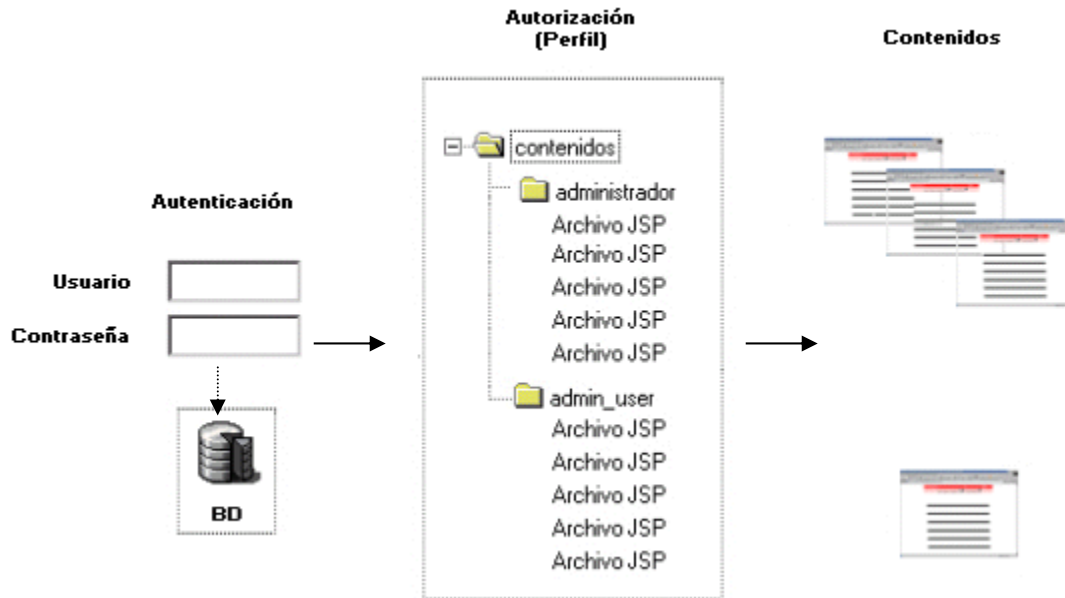 Autorización
(Perfil)
Contenidos
contenidos
administrador
Archivo JSP
Archivo JSP
Archivo JSP
Archivo JSP
Archivo JSP
admin_user
Archivo JSP
Archivo JSP
Archivo JSP
Archivo JSP
Archivo JSP
Autenticación
Usuario
Contraseña
BD